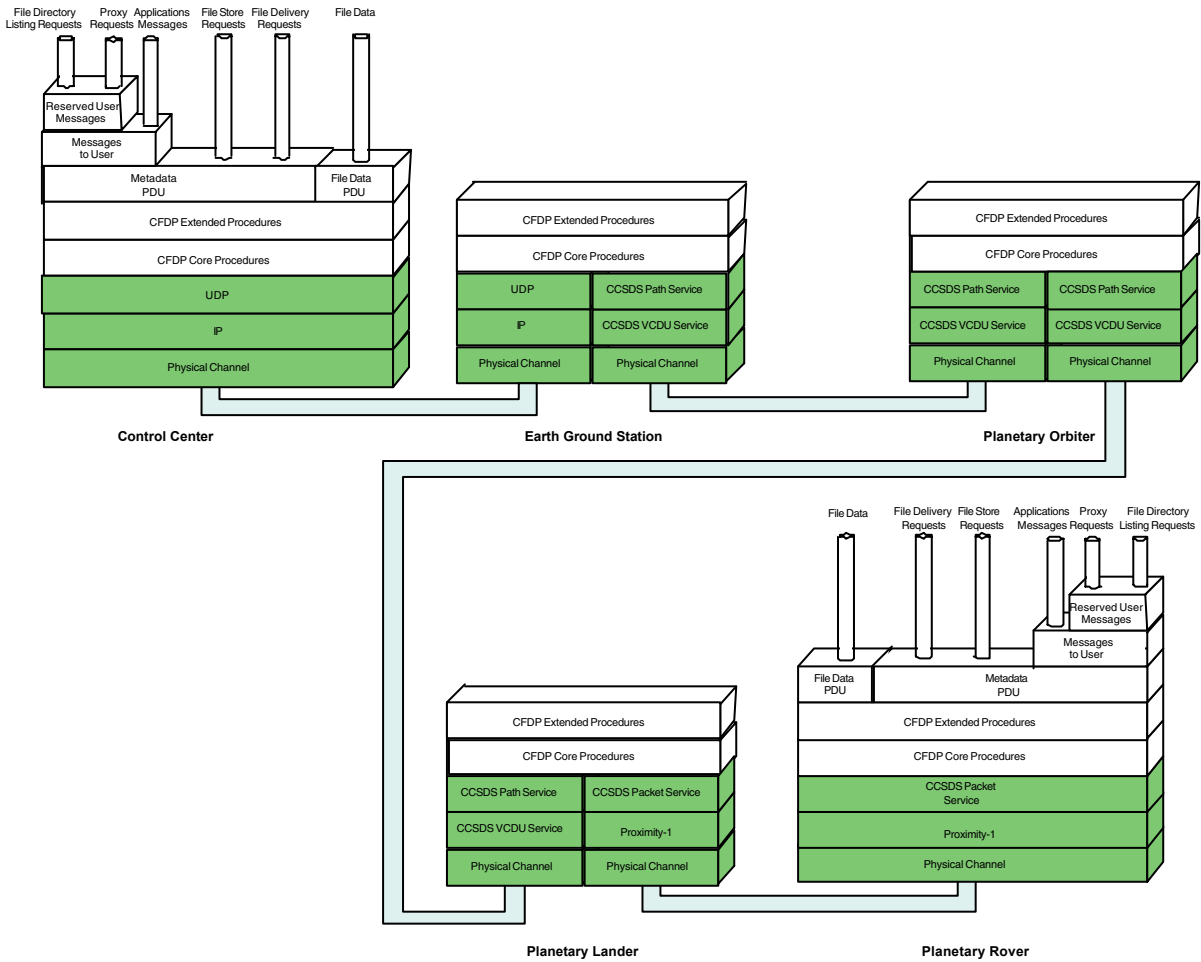 File Directory
Listing Requests
Proxy
Requests
Applications
Messages
File Store
Requests
File Delivery
Requests
File Data
Reserved User
Messages
Messages
to User
Metadata
PDU
File Data
PDU
CFDP Extended Procedures
CFDP Core Procedures
UDP
IP
Physical Channel
Control Center
CFDP Extended Procedures
CFDP Core Procedures
UDP
CCSDS Path Service
IP
CCSDS VCDU Service
Physical Channel
Physical Channel
Earth Ground Station
CFDP Extended Procedures
CFDP Core Procedures
CCSDS Path Service
CCSDS Path Service
CCSDS VCDU Service
CCSDS VCDU Service
Physical Channel
Physical Channel
Planetary Orbiter
CFDP Extended Procedures
CFDP Core Procedures
CCSDS Path Service
CCSDS Packet Service
CCSDS VCDU Service
Proximity-1
Physical Channel
Physical Channel
Planetary Lander
File Data
File Delivery
Requests
File Store
Requests
Applications
Messages
Proxy
Requests
File Directory
Listing Requests
Reserved User
Messages
Messages
to User
File Data
PDU
Metadata
PDU
CFDP Extended Procedures
CFDP Core Procedures
CCSDS Packet
Service
Proximity-1
Physical Channel
Planetary Rover